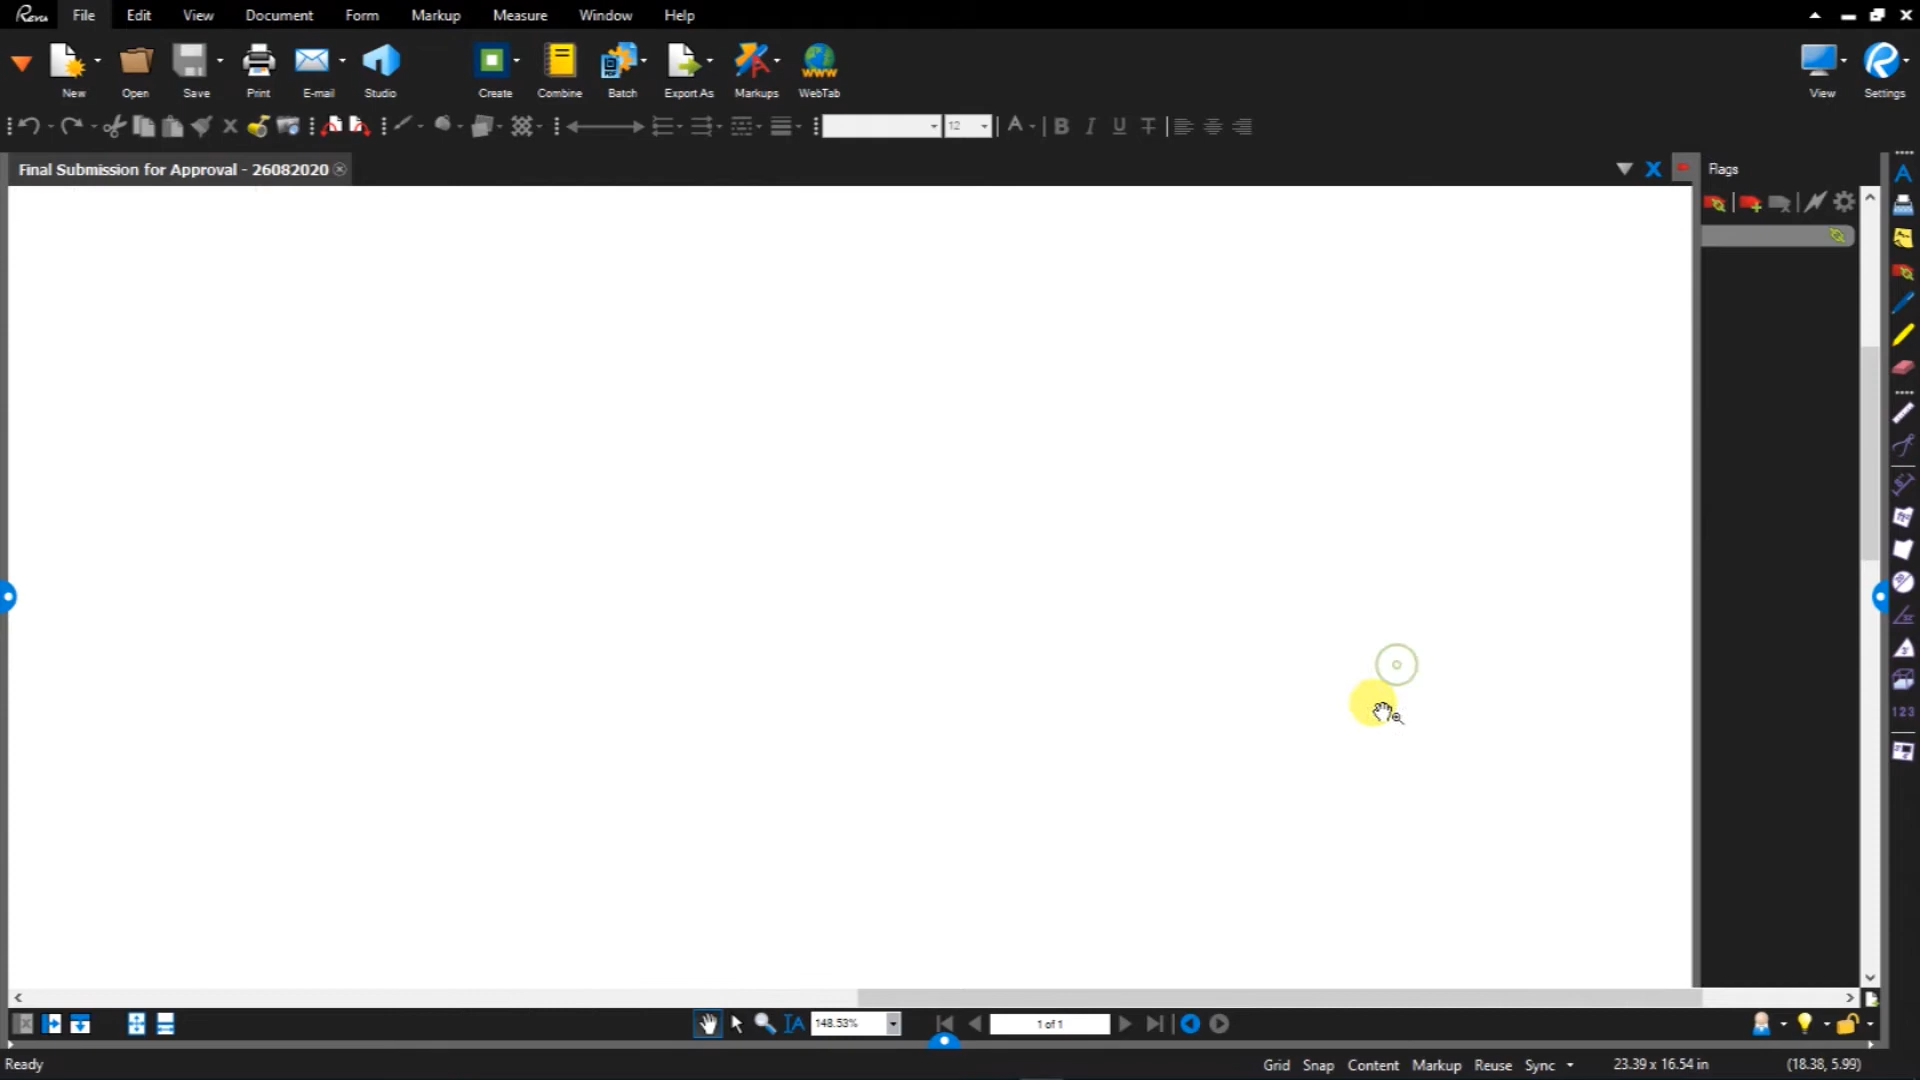 Revu File Edit View Document Form Markup Measure Window Help
New Open Save Print E-mail Studio Create Combine Batch Export As Markups WebTab View Settings
12 A B I U T
Final Submission for Approval - 26082020
Flags
148.53% 1 of 1
Ready Grid Snap Content Markup Reuse Sync 23.39 x 16.54 in (18.38, 5.99)